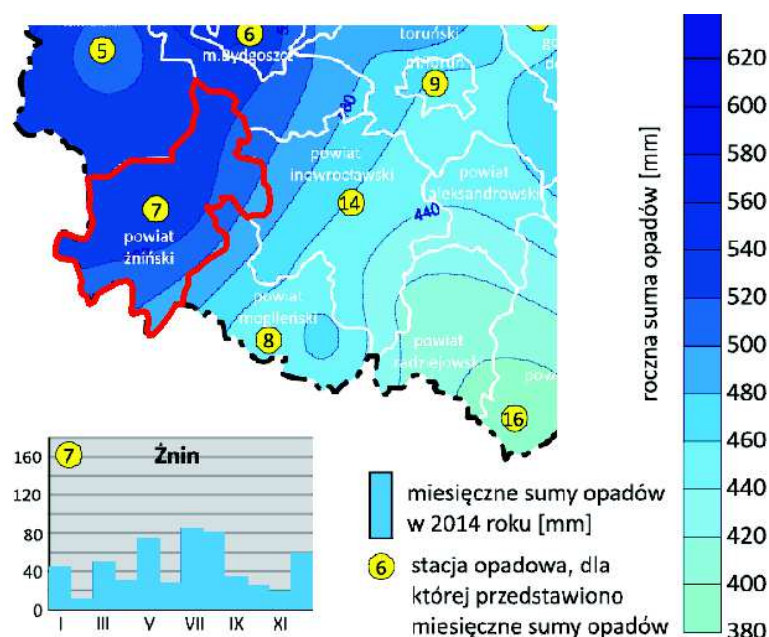 5
6
m.Bydgoszcz
toruński
m.Toruń
9
powiat
inowrocławski
powiat
aleksandrowski
14
440
7
powiat
żniński
powiat
mogileński
8
powiat
radziejowski
16
roczna suma opadów [mm]
620
600
580
560
540
520
500
480
460
440
420
400
380
7 Żnin
160
120
80
40
0
I III V VII IX XI
miesięczne sumy opadów
w 2014 roku [mm]
6 stacja opadowa, dla
której przedstawiono
miesięczne sumy opadów